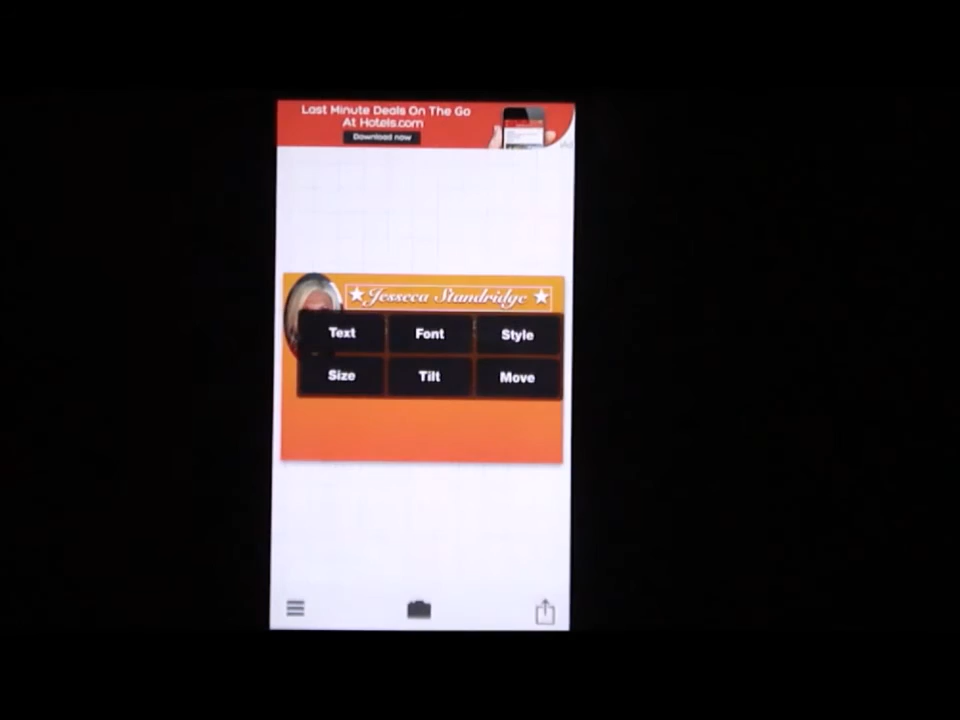 Last Minute Deals On The Go
At Hotels.com
Download now
Jesseca Standridge
Text Font Style
Size Tilt Move